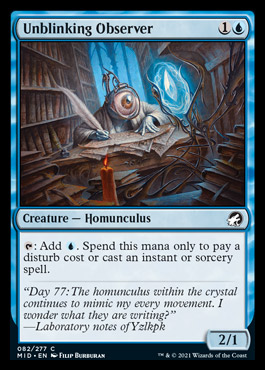 Unblinking Observer 1
Creature — Homunculus
: Add . Spend this mana only to pay a
disturb cost or cast an instant or sorcery
spell.
“Day 77: The homunculus within the crystal
continues to mimic my every movement. I
wonder what they are writing?”
—Laboratory notes of Yzlkpk
2/1
082/277 C
MID • EN Filip Burburan
™ & © 2021 Wizards of the Coast